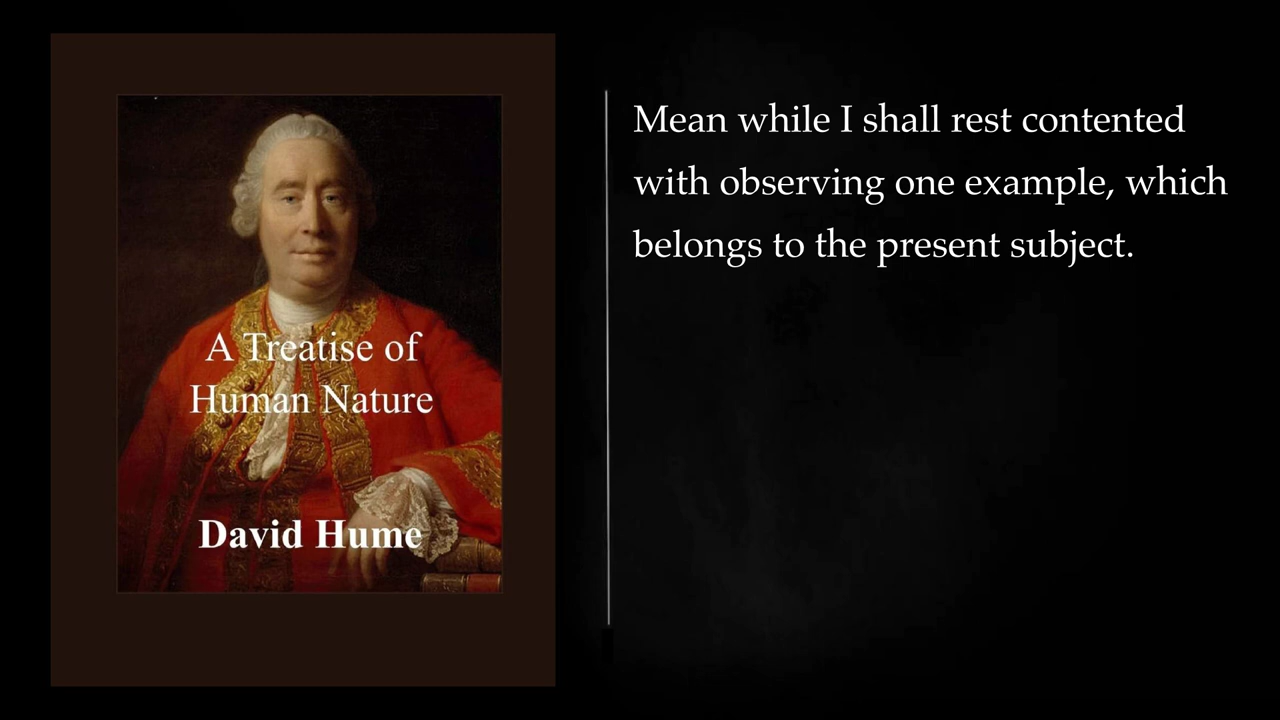 A Treatise of
Human Nature
David Hume
Mean while I shall rest contented
with observing one example, which
belongs to the present subject.